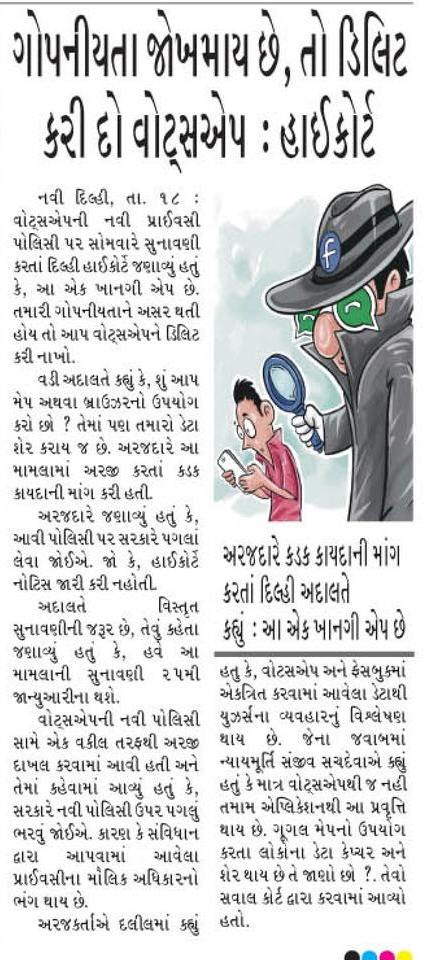 ગોપનીયતા જોખમાય છે, તો ડિલિટ
કરી દો વોટ્સએપ : હાઈકોર્ટ
નવી દિલ્હી, તા. ૧૮ :
વોટ્સએપની નવી પ્રાઈવસી
પોલિસી પર સોમવારે સુનાવણી
કરતાં દિલ્હી હાઈકોર્ટે જણાવ્યું હતું
કે, આ એક ખાનગી એપ છે.
તમારી ગોપનીયતાને અસર થતી
હોય તો આપ વોટ્સએપને ડિલિટ
કરી નાખો.
વડી અદાલતે કહ્યું કે, શું આપ
મેપ અથવા બ્રાઉઝરનો ઉપયોગ
કરો છો ? તેમાં પણ તમારો ડેટા
શેર કરાય જ છે. અરજદારે આ
મામલામાં અરજી કરતાં કડક
કાયદાની માંગ કરી હતી.
અરજદારે જણાવ્યું હતું કે,
આવી પોલિસી પર સરકારે પગલાં
લેવા જોઈએ. જો કે, હાઈકોર્ટે
નોટિસ જારી કરી નહોતી.
અદાલતે વિસ્તૃત
સુનાવણીની જરૂર છે, તેવું કહેતા
જણાવ્યું હતું કે, હવે આ
મામલાની સુનાવણી ૨૫મી
જાન્યુઆરીના થશે.
વોટ્સએપની નવી પોલિસી
સામે એક વકીલ તરફથી અરજી
દાખલ કરવામાં આવી હતી અને
તેમાં કહેવામાં આવ્યું હતું કે,
સરકારે નવી પોલિસી ઉપર પગલું
ભરવું જોઈએ. કારણ કે સંવિધાન
દ્વારા આપવામાં આવેલા
પ્રાઈવસીના મૌલિક અધિકારનો
ભંગ થાય છે.
અરજકર્તાએ દલીલમાં કહ્યું
f
અરજદારે કડક કાયદાની માંગ
કરતાં દિલ્હી અદાલતે
કહ્યું : આ એક ખાનગી એપ છે
હતુ કે, વોટસએપ અને ફેસબુકમાં
એકત્રિત કરવામાં આવેલા ડેટાથી
યુઝર્સના વ્યવહારનું વિશ્લેષણ
થાય છે. જેના જવાબમાં
ન્યાયમૂર્તિ સંજીવ સચદેવાએ કહ્યું
હતું કે માત્ર વોટ્સએપથી જ નહી
તમામ એપ્લિકેશનથી આ પ્રવૃત્તિ
થાય છે. ગૂગલ મેપનો ઉપયોગ
કરતા લોકોના ડેટા કેપ્ચર અને
શેર થાય છે તે જાણો છો ?. તેવો
સવાલ કોર્ટ દ્વારા કરવામાં આવ્યો
હતો.